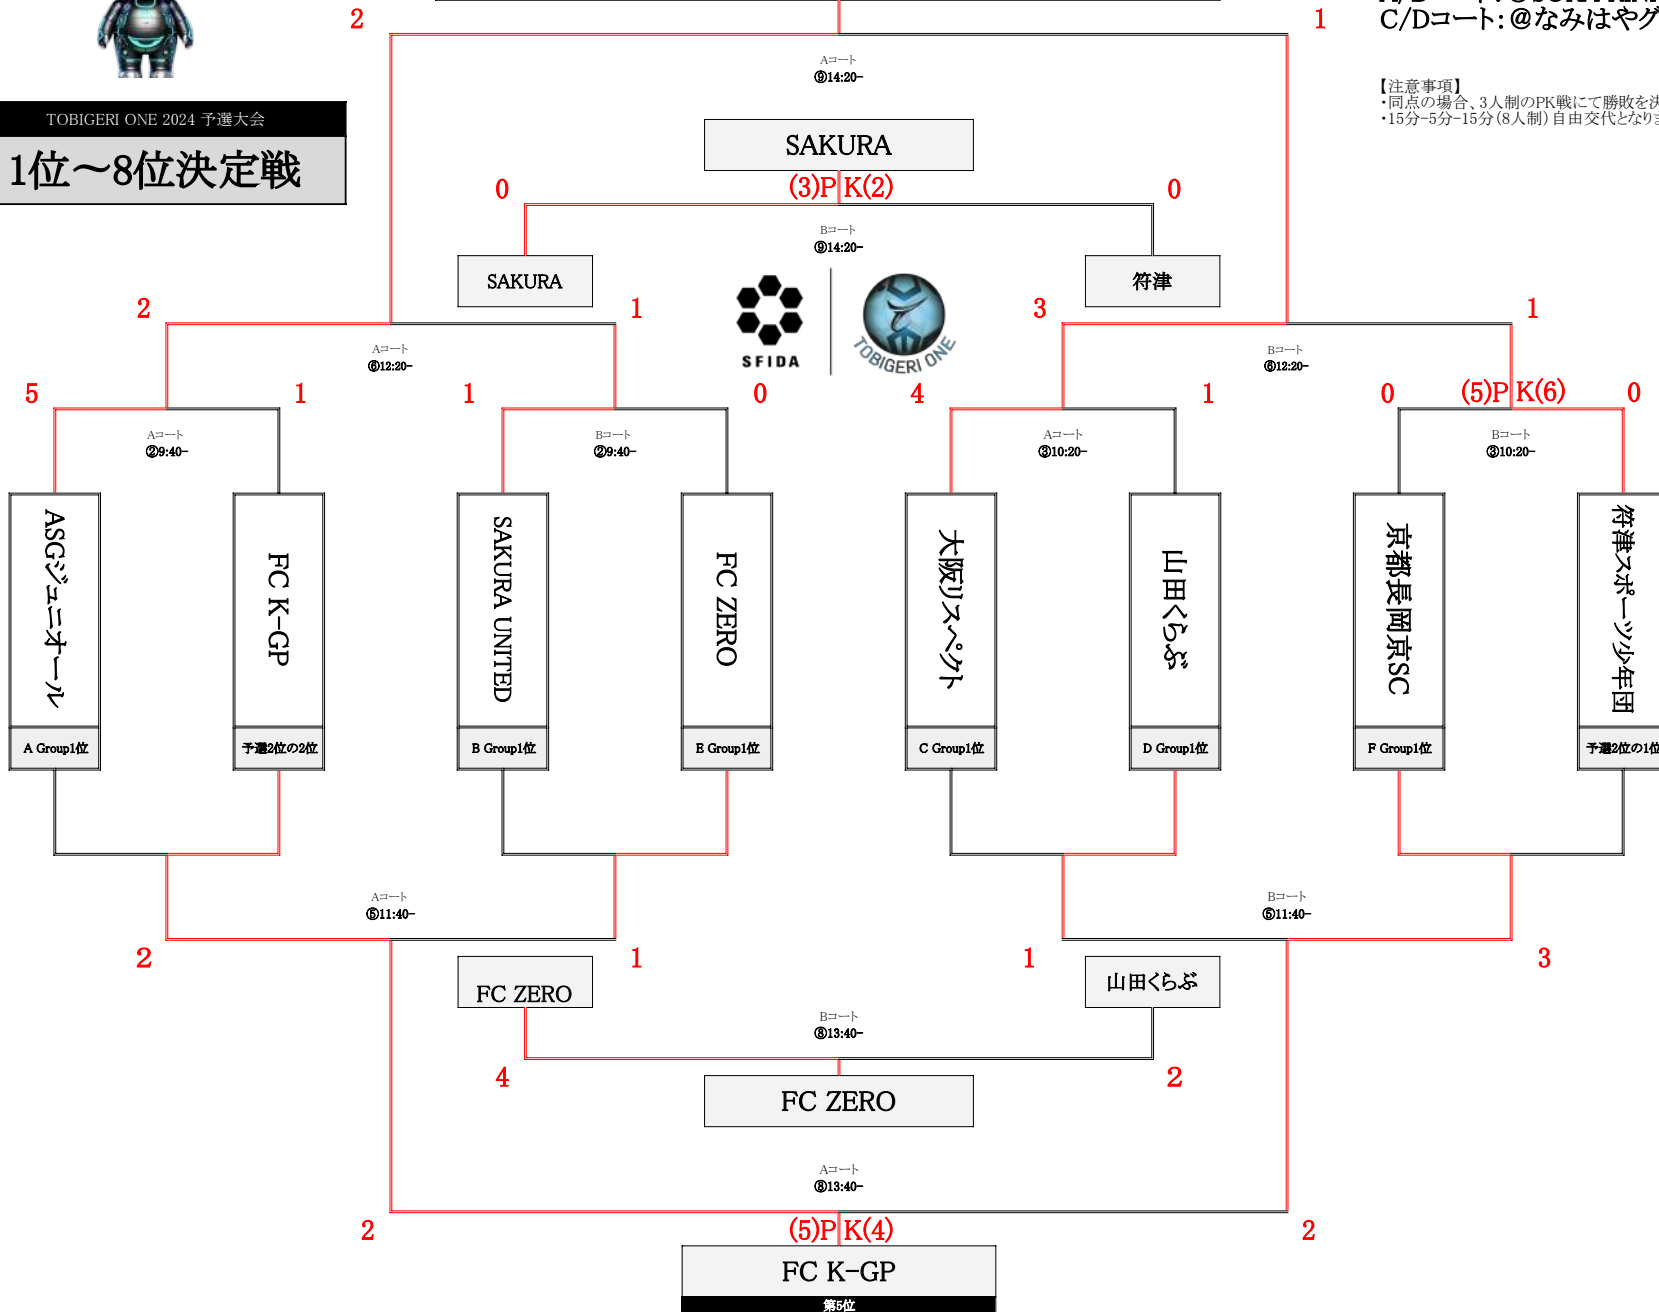 2
1
C/Dコート:@なみはやグ
Aコート
⑨14:20-
【注意事項】
・同点の場合、3人制のPK戦にて勝敗を決
・15分-5分-15分(8人制)自由交代となりま
TOBIGERI ONE 2024 予選大会
1位～8位決定戦
SAKURA
0
(3)PK(2)
0
Bコート
⑨14:20-
SAKURA
符津
SFIDA
TOBIGERI ONE
2
1
3
1
Aコート
⑥12:20-
Bコート
⑥12:20-
5
1
1
0
4
1
0
(5)PK(6)
0
Aコート
②9:40-
Bコート
②9:40-
Aコート
③10:20-
Bコート
③10:20-
ASGジュニオール
FC K-GP
SAKURA UNITED
FC ZERO
大阪リスペクト
山田くらぶ
京都長岡京SC
符津スポーツ少年団
A Group1位
予選2位の2位
B Group1位
E Group1位
C Group1位
D Group1位
F Group1位
予選2位の1位
Aコート
⑤11:40-
Bコート
⑤11:40-
2
1
1
3
FC ZERO
山田くらぶ
Bコート
⑧13:40-
4
2
FC ZERO
Aコート
⑧13:40-
2
(5)PK(4)
2
FC K-GP
第5位